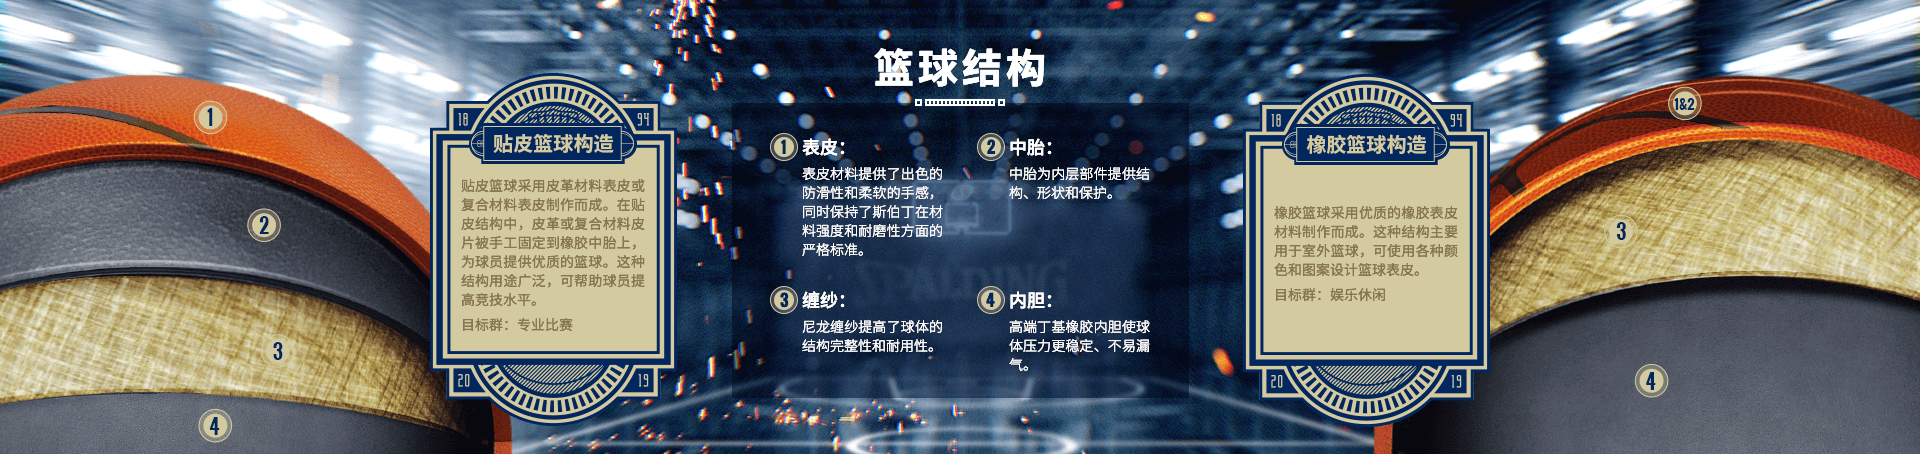 篮球结构
1
2
3
4
18
94
贴皮篮球构造
贴皮篮球采用皮革材料表皮或
复合材料表皮制作而成。在贴
皮结构中，皮革或复合材料皮
片被手工固定到橡胶中胎上，
为球员提供优质的篮球。这种
结构用途广泛，可帮助球员提
高竞技水平。
目标群：专业比赛
20
19
1 表皮：
表皮材料提供了出色的
防滑性和柔软的手感，
同时保持了斯伯丁在材
料强度和耐磨性方面的
严格标准。
2 中胎：
中胎为内层部件提供结
构、形状和保护。
3 缠纱：
尼龙缠纱提高了球体的
结构完整性和耐用性。
4 内胆：
高端丁基橡胶内胆使球
体压力更稳定、不易漏
气。
18
94
橡胶篮球构造
橡胶篮球采用优质的橡胶表皮
材料制作而成。这种结构主要
用于室外篮球，可使用各种颜
色和图案设计篮球表皮。
目标群：娱乐休闲
20
19
1&2
3
4